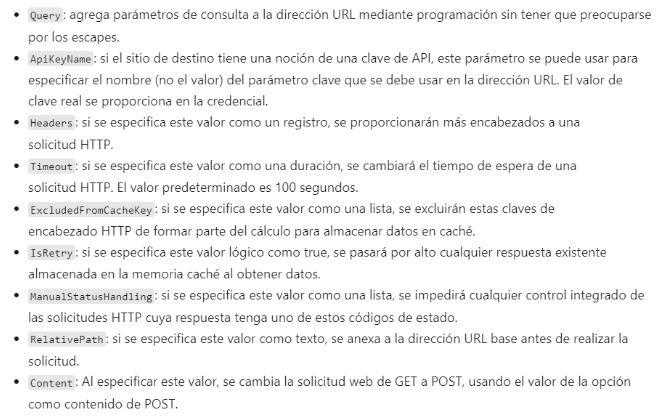 • Query: agrega parámetros de consulta a la dirección URL mediante programación sin tener que preocuparse
por los escapes.
• ApiKeyName: si el sitio de destino tiene una noción de una clave de API, este parámetro se puede usar para
especificar el nombre (no el valor) del parámetro clave que se debe usar en la dirección URL. El valor de
clave real se proporciona en la credencial.
• Headers: si se especifica este valor como un registro, se proporcionarán más encabezados a una
solicitud HTTP.
• Timeout: si se especifica este valor como una duración, se cambiará el tiempo de espera de una
solicitud HTTP. El valor predeterminado es 100 segundos.
• ExcludedFromCacheKey: si se especifica este valor como una lista, se excluirán estas claves de
encabezado HTTP de formar parte del cálculo para almacenar datos en caché.
• IsRetry: si se especifica este valor lógico como true, se pasará por alto cualquier respuesta existente
almacenada en la memoria caché al obtener datos.
• ManualStatusHandling: si se especifica este valor como una lista, se impedirá cualquier control integrado de
las solicitudes HTTP cuya respuesta tenga uno de estos códigos de estado.
• RelativePath: si se especifica este valor como texto, se anexa a la dirección URL base antes de realizar la
solicitud.
• Content: Al especificar este valor, se cambia la solicitud web de GET a POST, usando el valor de la opción
como contenido de POST.